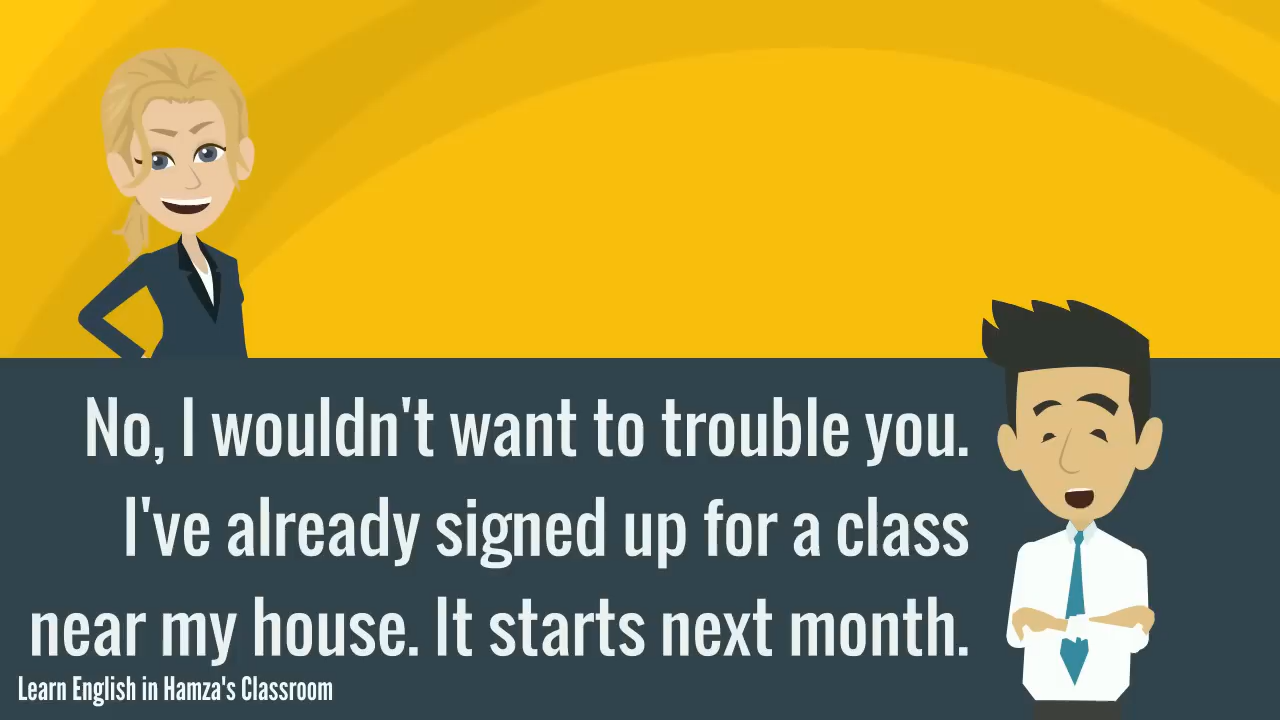 No, I wouldn't want to trouble you.
I've already signed up for a class
near my house. It starts next month.
Learn English in Hamza's Classroom